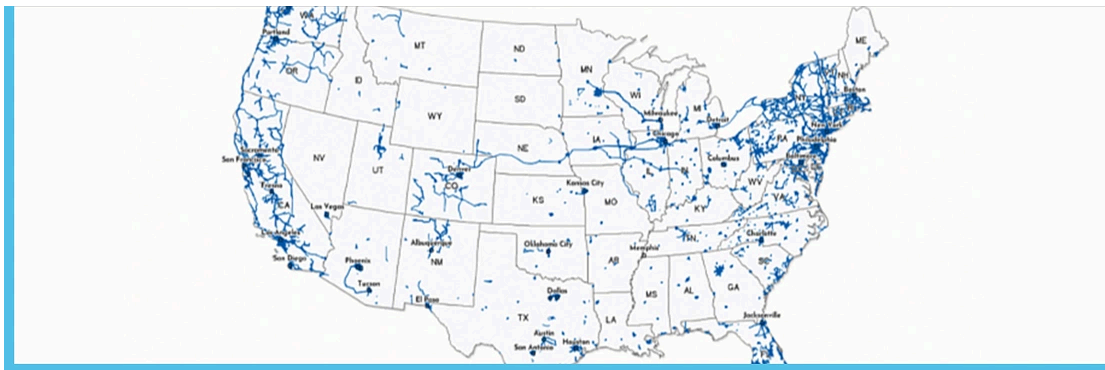 WA
Portland
MT
ND
ME
OR
ID
MN
NH
WI
SD
NY
Boston
WY
Milwaukee
MI
Detroit
New York
Chicago
IA
PA
Philadelphia
NE
Sacramento
San Francisco
NV
UT
Denver
CO
Columbus
Baltimore
IL
IN
WV
Fresno
Kansas City
KS
MO
VA
CA
Las Vegas
KY
Los Angeles
Albuquerque
Oklahoma City
Memphis
TN
Charlotte
San Diego
Phoenix
NM
AR
SC
Tucson
El Paso
Dallas
MS
AL
GA
TX
LA
Jacksonville
Austin
San Antonio
Houston
FL